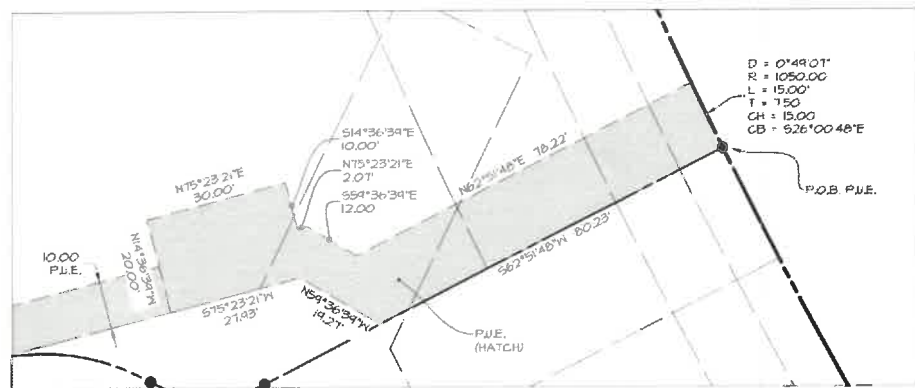 D = 0°49'07"
R = 1050.00
L = 15.00'
T = 7.50
CH = 15.00
CB = S26°00'48"E
P.O.B. P.U.E.
S14°36'39"E
10.00'
N75°23'21"E
2.07'
S59°36'39"E
12.00
N62°51'48"E 78.22'
N75°23'21"E
30.00'
S62°51'48"W 80.23'
10.00
P.U.E.
N14°36'39"W
20.00'
S75°23'21"W
27.93'
N59°36'39"W
19.27'
P.U.E.
(HATCH)